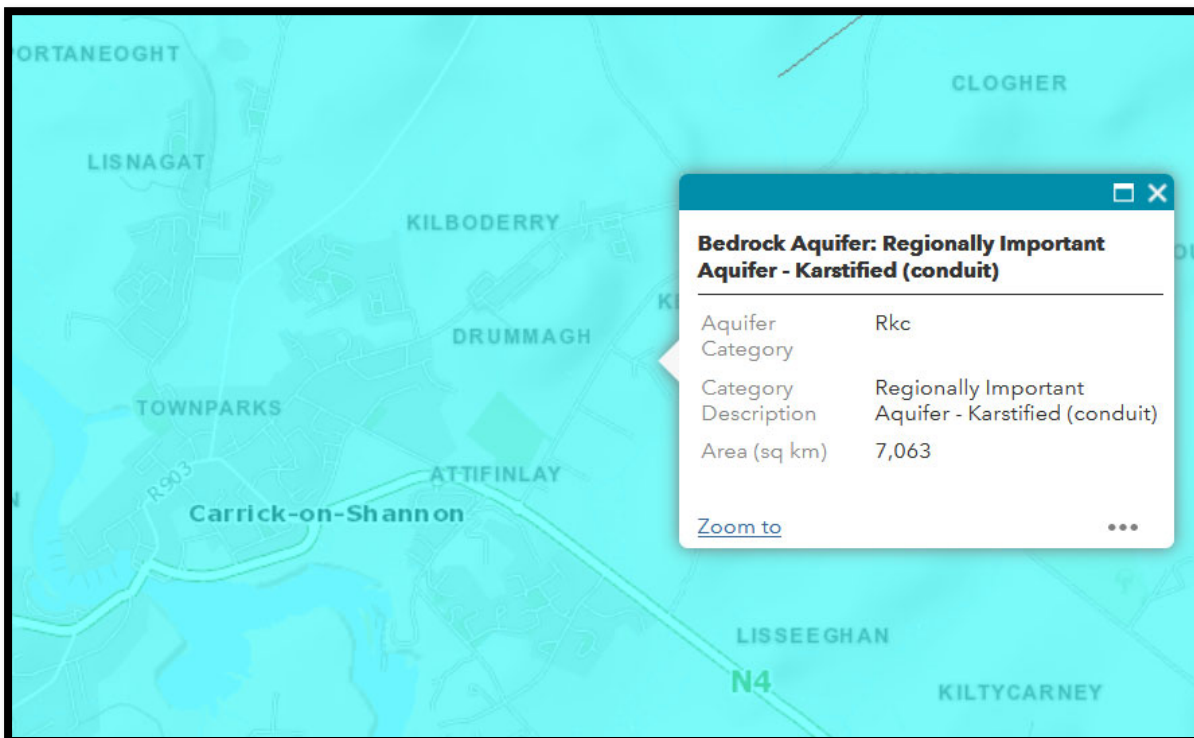 ORTANEOGHT
CLOGHER
LISNAGAT
KILBODERRY
DRUMMAGH
TOWNPARKS
R903
ATTIFINLAY
Carrick-on-Shannon
LISSEEGHAN
N4
KILTYCARNEY
Bedrock Aquifer: Regionally Important
Aquifer - Karstified (conduit)
Aquifer
Category
Rkc
Category
Description
Regionally Important
Aquifer - Karstified (conduit)
Area (sq km)
7,063
Zoom to